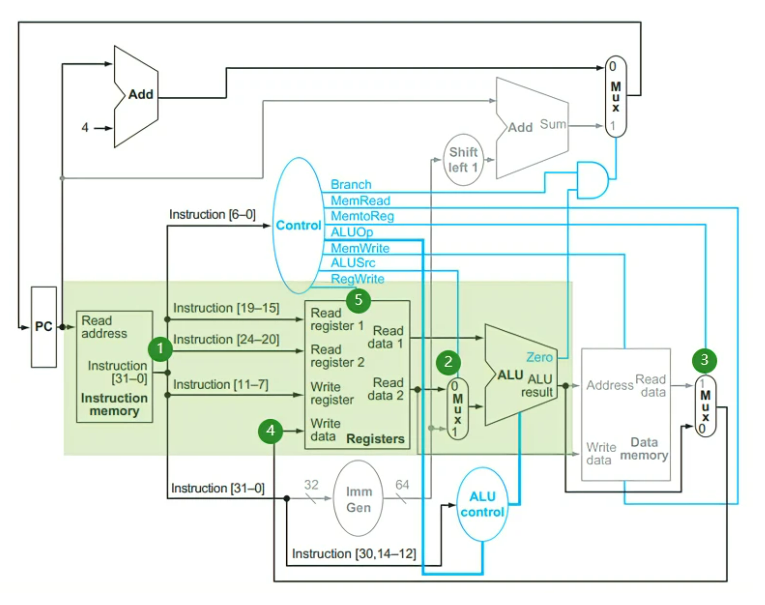 0
M
u
x
1
Add
4
Add Sum
Shift
left 1
Branch
MemRead
MemtoReg
ALUOp
MemWrite
ALUSrc
RegWrite
Control
Instruction [6–0]
5
PC
Read
address
Instruction
[31–0]
Instruction
memory
1
Instruction [19–15]
Instruction [24–20]
Instruction [11–7]
Read
register 1
Read
data 1
Read
register 2
Write
register
Read
data 2
Write
data
Registers
4
2
0
M
u
x
1
Zero
ALU
ALU
result
3
Address
Read
data
Write
data
Data
memory
1
M
u
x
0
Instruction [31–0]
32
Imm
Gen
64
ALU
control
Instruction [30,14–12]